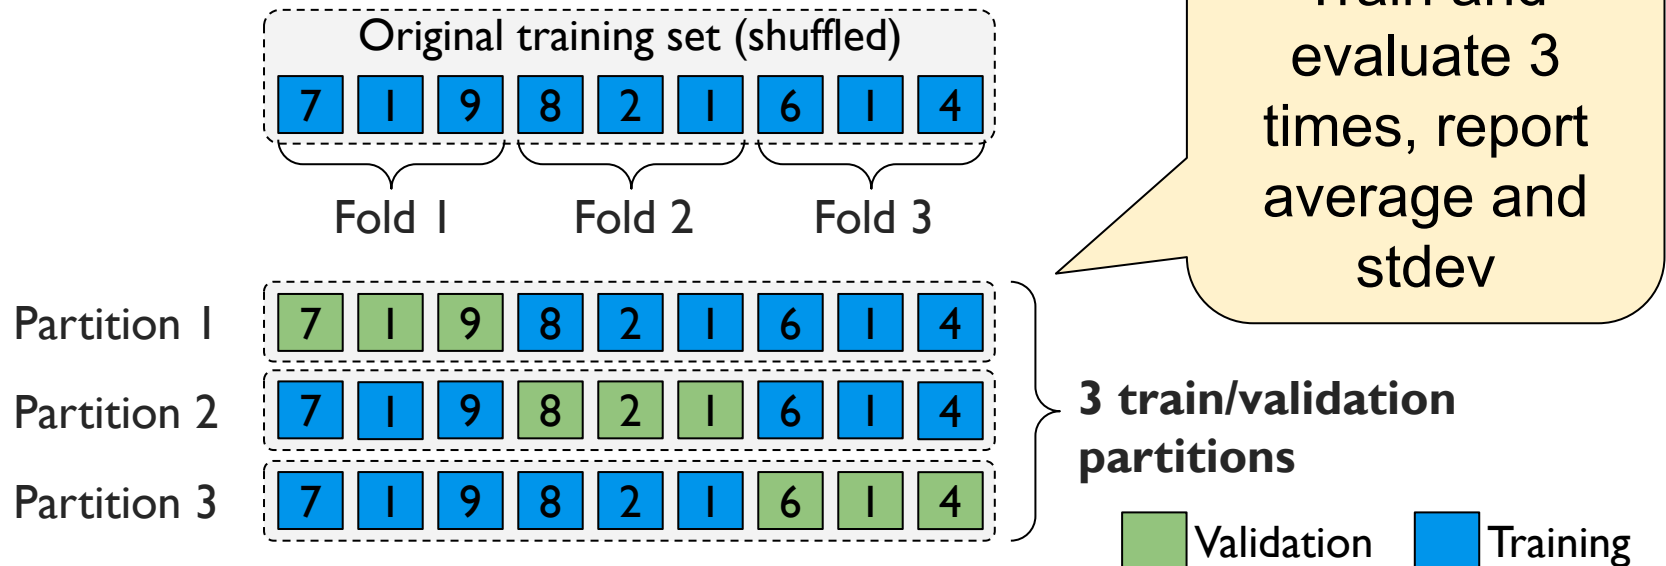 Original training set (shuffled)
7 1 9 8 2 1 6 1 4
Fold 1 Fold 2 Fold 3
Train and
evaluate 3
times, report
average and
stdev
Partition 1 7 1 9 8 2 1 6 1 4
Partition 2 7 1 9 8 2 1 6 1 4
Partition 3 7 1 9 8 2 1 6 1 4
3 train/validation
partitions
Validation Training